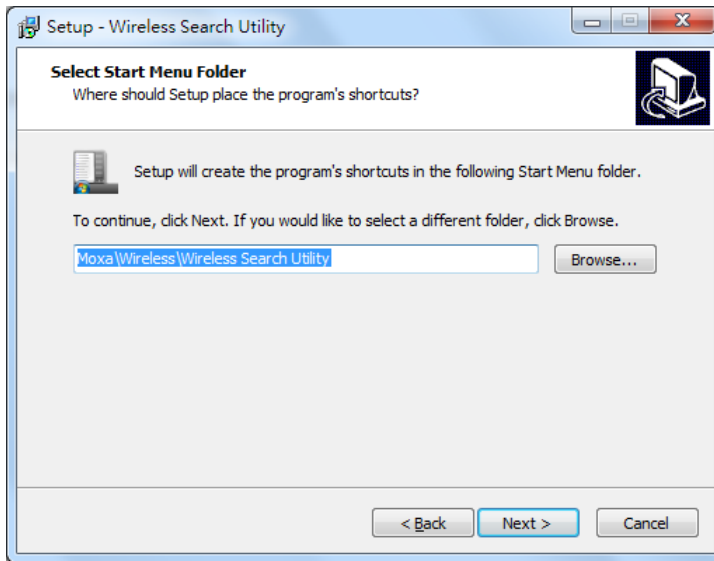 Setup - Wireless Search Utility
Select Start Menu Folder
Where should Setup place the program's shortcuts?
Setup will create the program's shortcuts in the following Start Menu folder.
To continue, click Next. If you would like to select a different folder, click Browse.
Moxa\Wireless\Wireless Search Utility
Browse...
< Back
Next >
Cancel